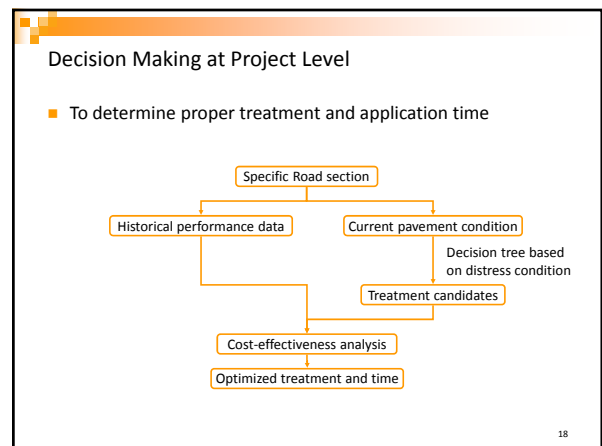 Decision Making at Project Level
To determine proper treatment and application time
Specific Road section
Historical performance data
Current pavement condition
Decision tree based
on distress condition
Treatment candidates
Cost-effectiveness analysis
Optimized treatment and time
18